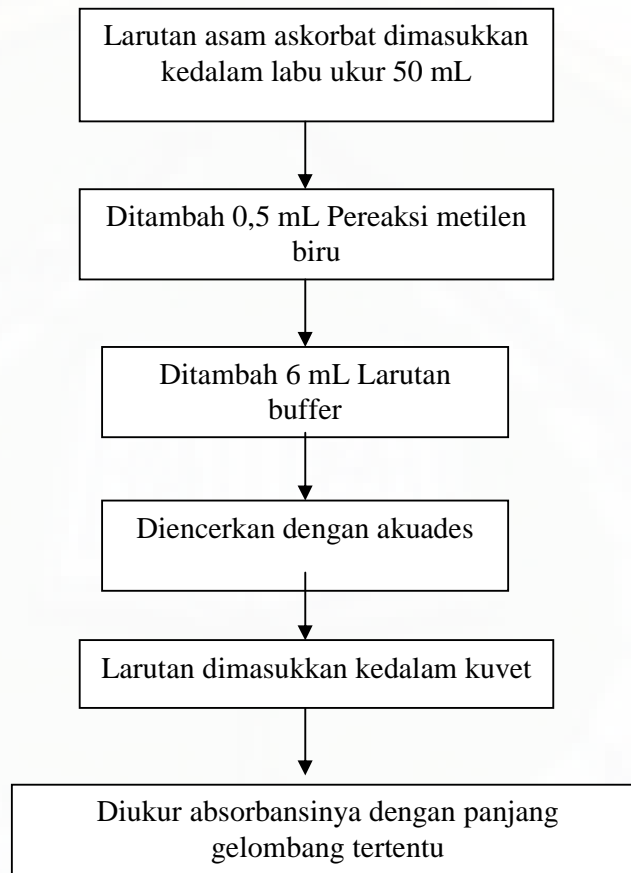 Larutan asam askorbat dimasukkan
kedalam labu ukur 50 mL
Ditambah 0,5 mL Pereaksi metilen
biru
Ditambah 6 mL Larutan
buffer
Diencerkan dengan akuades
Larutan dimasukkan kedalam kuvet
Diukur absorbansinya dengan panjang
gelombang tertentu